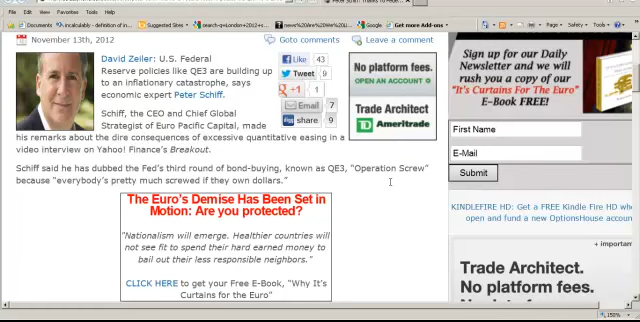 File Edit View Favorites Tools Help
Documents
Suggested Sites
Google
Get more Add-ons
Page Safety Tools
November 13th, 2012
Goto comments
Leave a comment
David Zeiler: U.S. Federal
Reserve policies like QE3 are building up
to an inflationary catastrophe, says
economic expert Peter Schiff.
Schiff, the CEO and Chief Global
Strategist of Euro Pacific Capital, made
his remarks about the dire consequences of excessive quantitative easing in a
video interview on Yahoo! Finance's Breakout.
Like 43
Tweet 9
+1 1
Email 7
digg share 9
No platform fees.
OPEN AN ACCOUNT
Trade Architect
TD Ameritrade
Schiff said he has dubbed the Fed's third round of bond-buying, known as QE3, "Operation Screw"
because "everybody's pretty much screwed if they own dollars."
The Euro's Demise Has Been Set in
Motion: Are you protected?
"Nationalism will emerge. Healthier countries will
not see fit to spend their hard earned money to
bail out their less responsible neighbors."
CLICK HERE to get your Free E-Book, "Why It's
Curtains for the Euro"
Sign up for our Daily
Newsletter and we will
rush you a copy of our
"It's Curtains For The Euro"
E-Book FREE!
First Name
E-Mail
Submit
KINDLEFIRE HD: Get a FREE Kindle Fire HD
open and fund a new OptionsHouse account
+ important
Trade Architect.
No platform fees.
150%